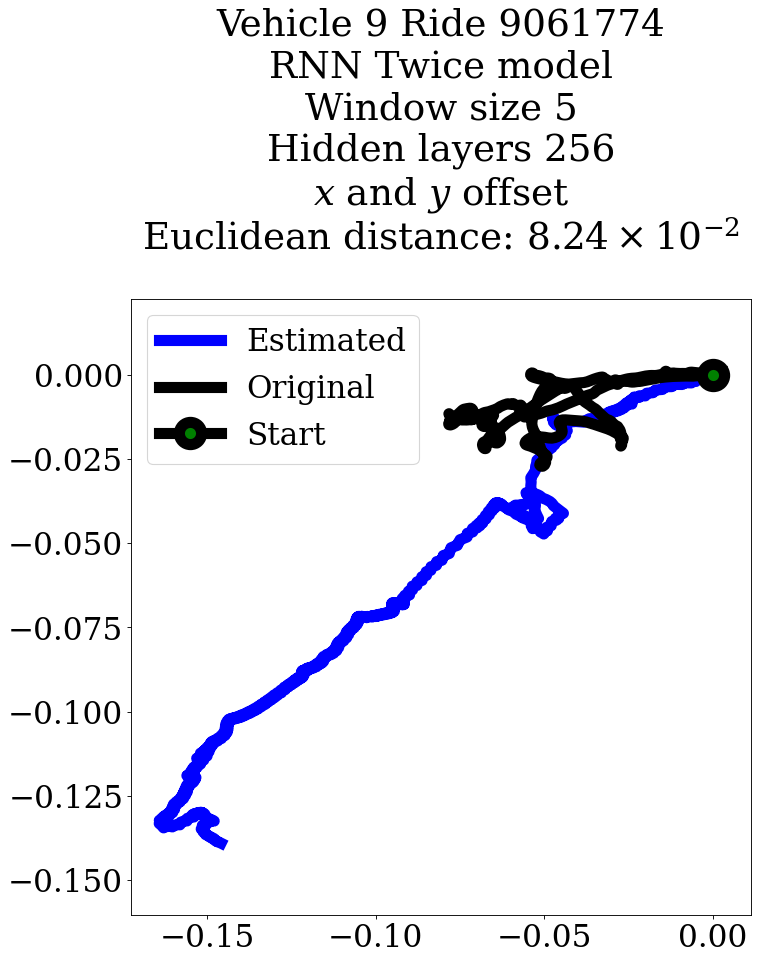 Vehicle 9 Ride 9061774
RNN Twice model
Window size 5
Hidden layers 256
x and y offset
Euclidean distance: 8.24 × 10⁻²
Estimated
Original
Start
0.000
−0.025
−0.050
−0.075
−0.100
−0.125
−0.150
−0.15 −0.10 −0.05 0.00